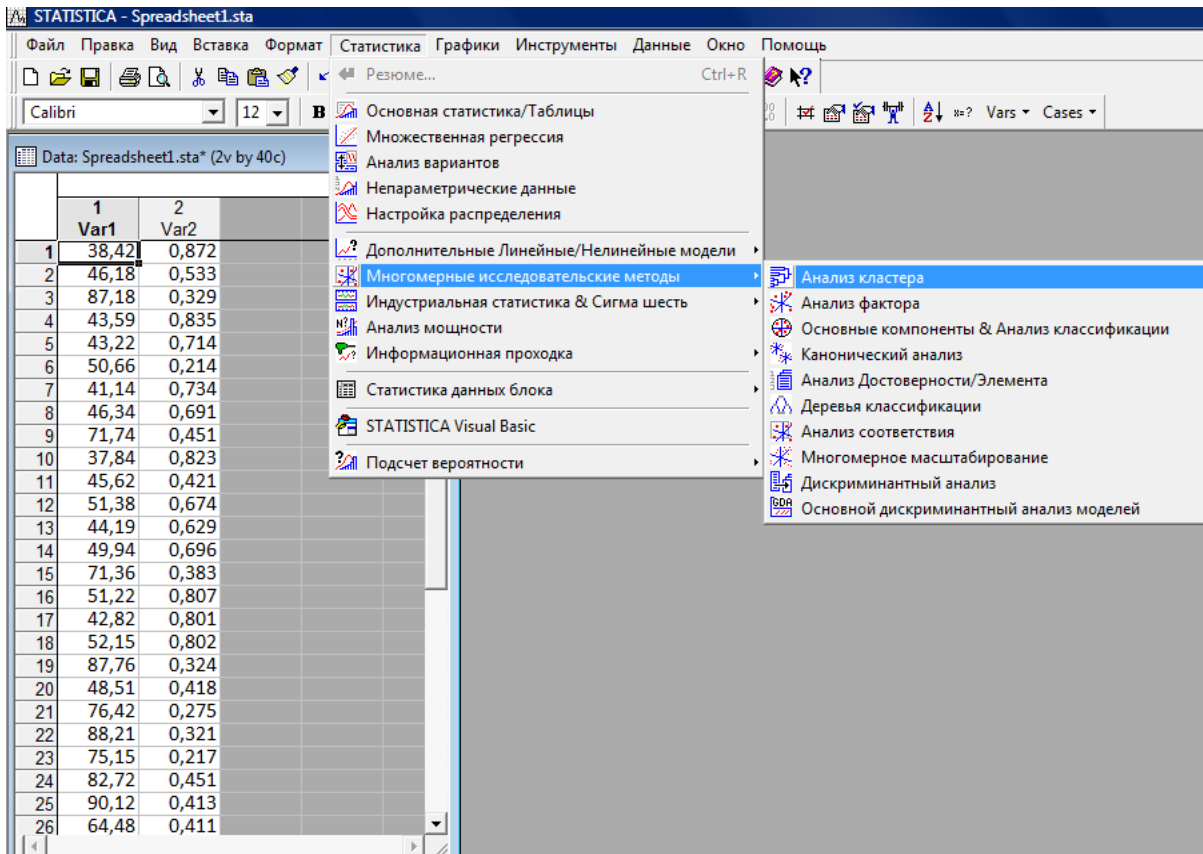 STATISTICA - Spreadsheet1.sta
Файл Правка Вид Вставка Формат Статистика Графики Инструменты Данные Окно Помощь
Calibri 12 B Vars Cases
Резюме... Ctrl+R
Основная статистика/Таблицы
Множественная регрессия
Анализ вариантов
Непараметрические данные
Настройка распределения
Дополнительные Линейные/Нелинейные модели
Многомерные исследовательские методы
Индустриальная статистика & Сигма шесть
Анализ мощности
Информационная проходка
Статистика данных блока
STATISTICA Visual Basic
Подсчет вероятности
Анализ кластера
Анализ фактора
Основные компоненты & Анализ классификации
Канонический анализ
Анализ Достоверности/Элемента
Деревья классификации
Анализ соответствия
Многомерное масштабирование
Дискриминантный анализ
Основной дискриминантный анализ моделей
Data: Spreadsheet1.sta* (2v by 40c)
1 2
Var1 Var2
1 38,42 0,872
2 46,18 0,533
3 87,18 0,329
4 43,59 0,835
5 43,22 0,714
6 50,66 0,214
7 41,14 0,734
8 46,34 0,691
9 71,74 0,451
10 37,84 0,823
11 45,62 0,421
12 51,38 0,674
13 44,19 0,629
14 49,94 0,696
15 71,36 0,383
16 51,22 0,807
17 42,82 0,801
18 52,15 0,802
19 87,76 0,324
20 48,51 0,418
21 76,42 0,275
22 88,21 0,321
23 75,15 0,217
24 82,72 0,451
25 90,12 0,413
26 64,48 0,411